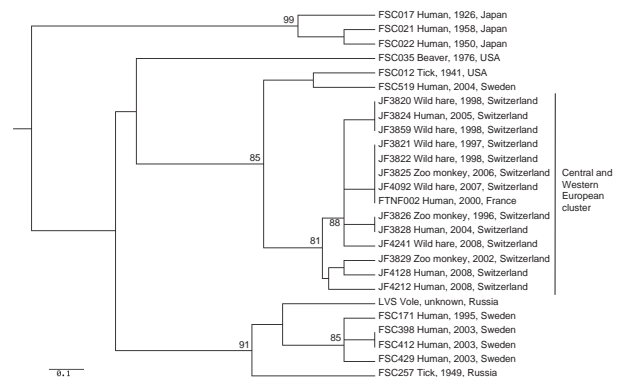 99
FSC017 Human, 1926, Japan
FSC021 Human, 1958, Japan
FSC022 Human, 1950, Japan
FSC035 Beaver, 1976, USA
FSC012 Tick, 1941, USA
FSC519 Human, 2004, Sweden
JF3820 Wild hare, 1998, Switzerland
JF3824 Human, 2005, Switzerland
JF3859 Wild hare, 1998, Switzerland
JF3821 Wild hare, 1997, Switzerland
85
JF3822 Wild hare, 1998, Switzerland
JF3825 Zoo monkey, 2006, Switzerland
JF4092 Wild hare, 2007, Switzerland
FTNF002 Human, 2000, France
Central and
Western
European
cluster
JF3826 Zoo monkey, 1996, Switzerland
88
JF3828 Human, 2004, Switzerland
81
JF4241 Wild hare, 2008, Switzerland
JF3829 Zoo monkey, 2002, Switzerland
JF4128 Human, 2008, Switzerland
JF4212 Human, 2008, Switzerland
LVS Vole, unknown, Russia
FSC171 Human, 1995, Sweden
85
FSC398 Human, 2003, Sweden
91
FSC412 Human, 2003, Sweden
FSC429 Human, 2003, Sweden
FSC257 Tick, 1949, Russia
0.1